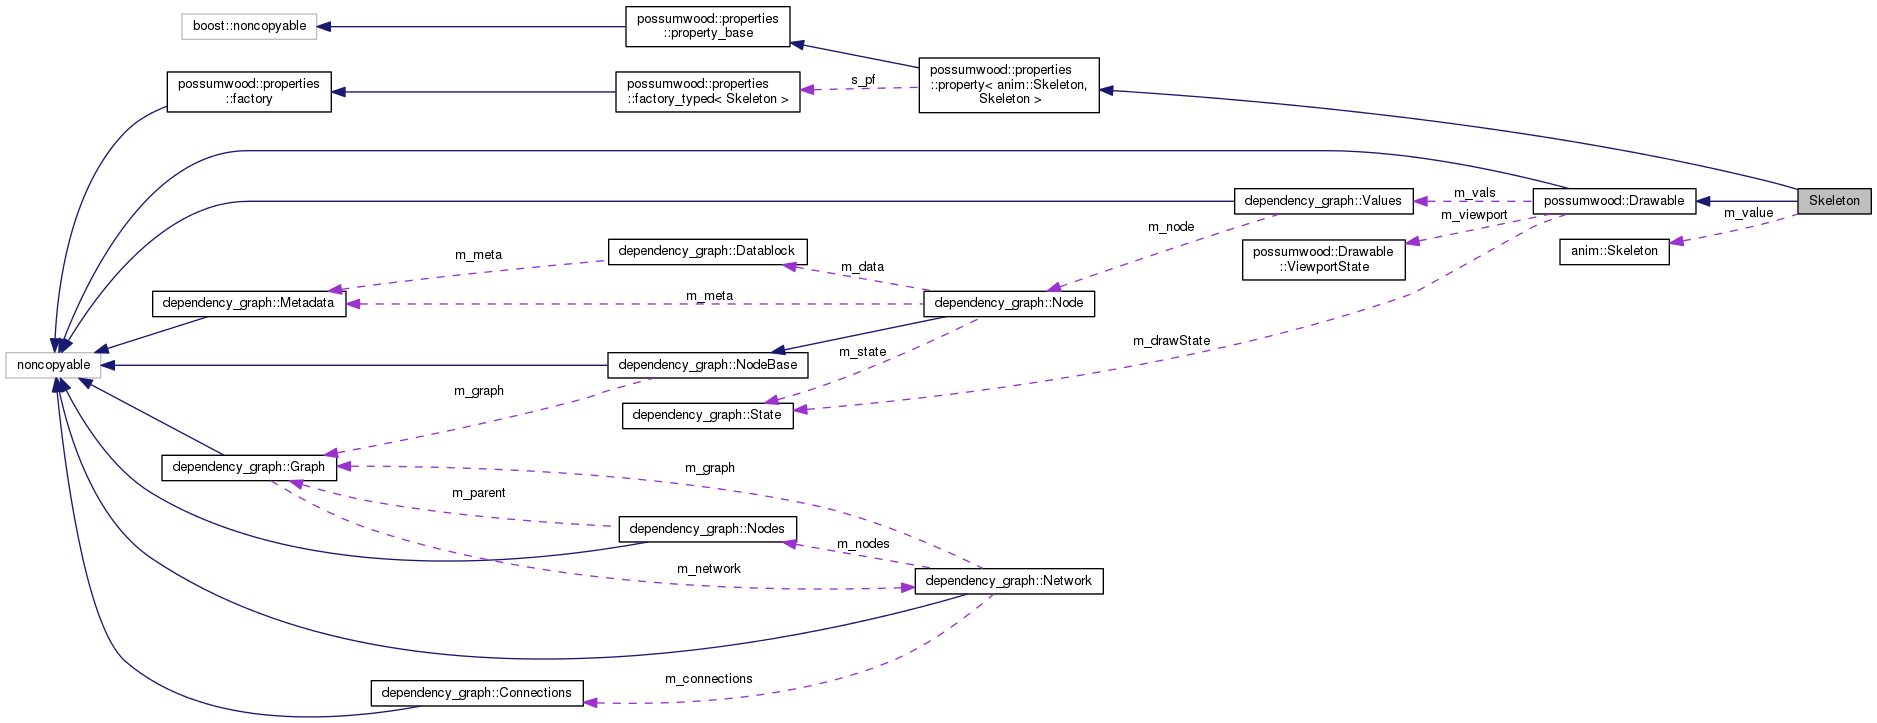 boost::noncopyable
possumwood::properties
::property_base
possumwood::properties
::factory
possumwood::properties
::factory_typed< Skeleton >
s_pf
possumwood::properties
::property< anim::Skeleton,
Skeleton >
dependency_graph::Values
m_vals
possumwood::Drawable
Skeleton
m_viewport
m_value
m_node
possumwood::Drawable
::ViewportState
anim::Skeleton
m_meta
dependency_graph::Datablock
m_data
dependency_graph::Metadata
m_meta
dependency_graph::Node
m_drawState
noncopyable
dependency_graph::NodeBase
m_state
m_graph
dependency_graph::State
dependency_graph::Graph
m_graph
m_parent
dependency_graph::Nodes
m_nodes
m_network
dependency_graph::Network
m_connections
dependency_graph::Connections